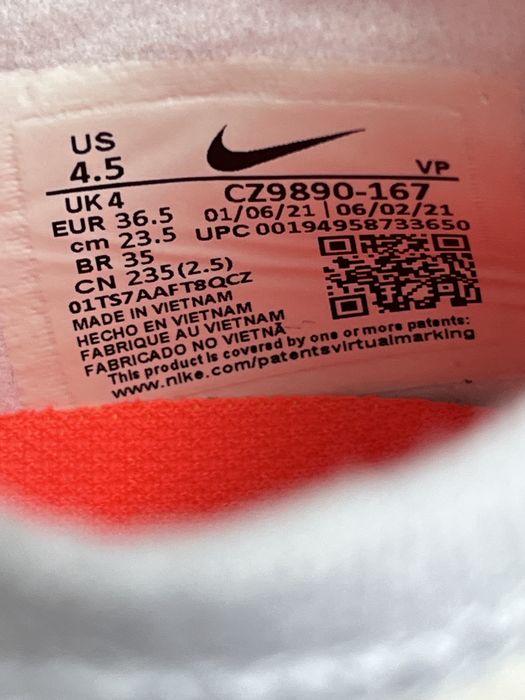 US
4.5
VP
UK 4
CZ9890-167
EUR 36.5
01/06/21 | 06/02/21
cm 23.5
UPC 00194958733650
BR 35
CN 235(2.5)
01TS7AAFT8QCZ
MADE IN VIETNAM
HECHO EN VIETNAM
FABRIQUE AU VIETNAM
FABRICADO NO VIETNÃ
This product is covered by one or more patents:
www.nike.com/patentsvirtualmarking